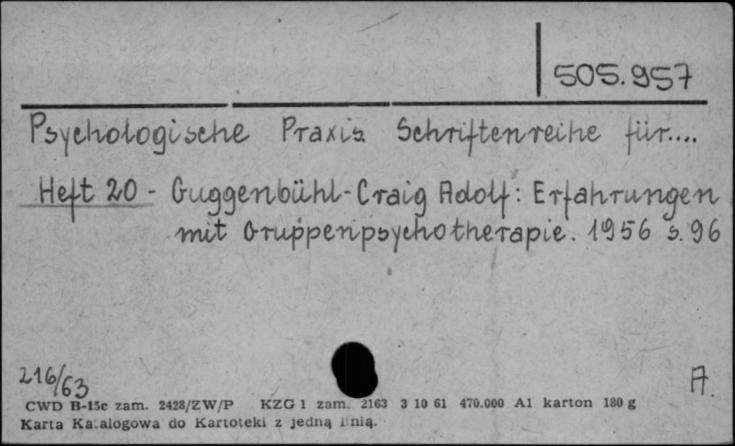 505.957
Psychologische Praxis. Schriftenreihe für....
Heft 20 - Guggenbühl-Craig Adolf: Erfahrungen
mit Gruppenpsychotherapie. 1956 s. 96
216/63
A.
CWD B-15c zam. 2428/ZW/P KZG 1 zam. 2163 3 10 61 470.000 A1 karton 180 g
Karta Katalogowa do Kartoteki z jedną linią.